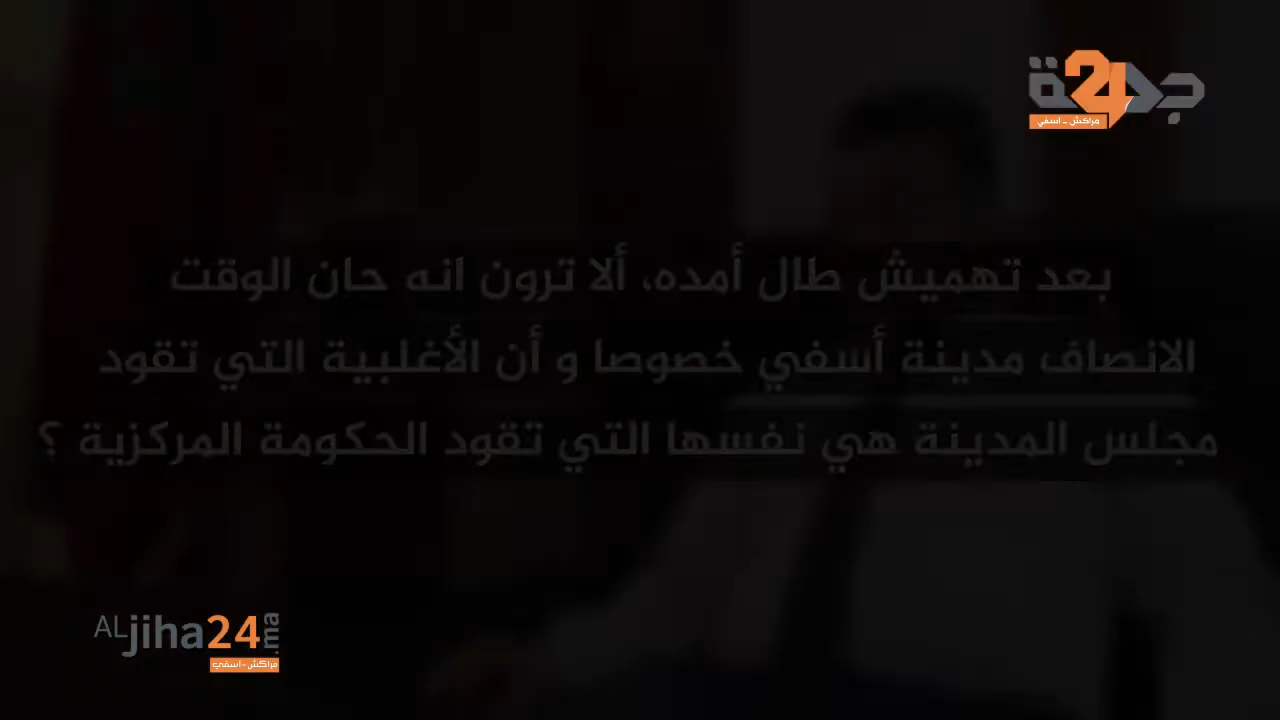 جهة 24
مراكش - اسفي
بعد تهميش طال أمده، ألا ترون انه حان الوقت
الانصاف مدينة أسفي خصوصا و أن الأغلبية التي تقود
مجلس المدينة هي نفسها التي تقود الحكومة المركزية ؟
ALjiha24.ma
مراكش-اسفي